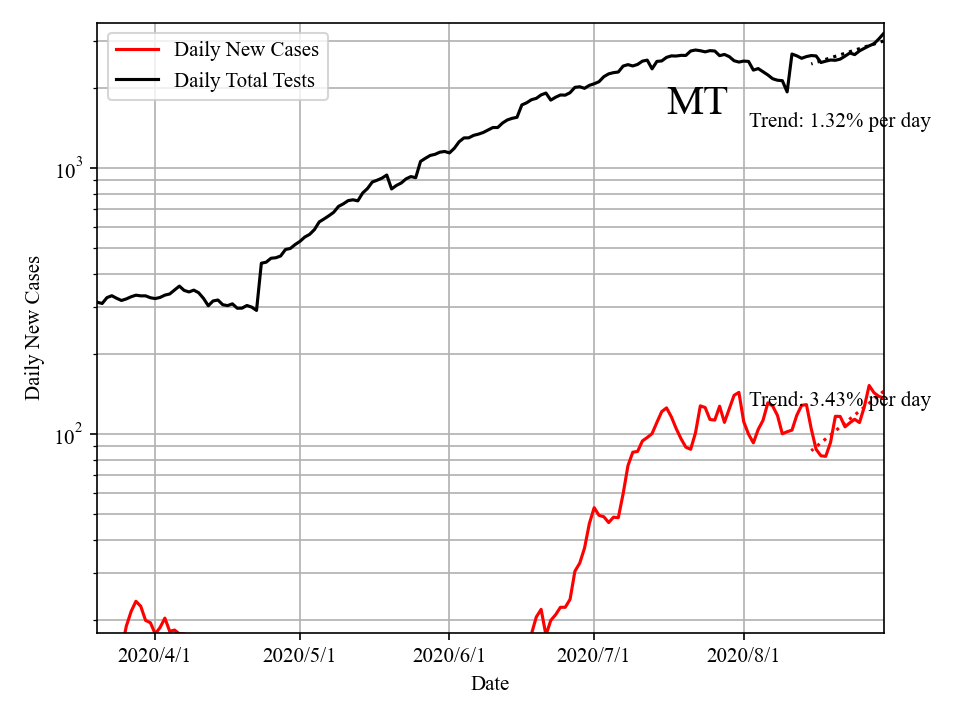 Daily New Cases
Daily Total Tests
MT
Trend: 1.32% per day
Trend: 3.43% per day
10³
10²
Daily New Cases
2020/4/1
2020/5/1
2020/6/1
2020/7/1
2020/8/1
Date